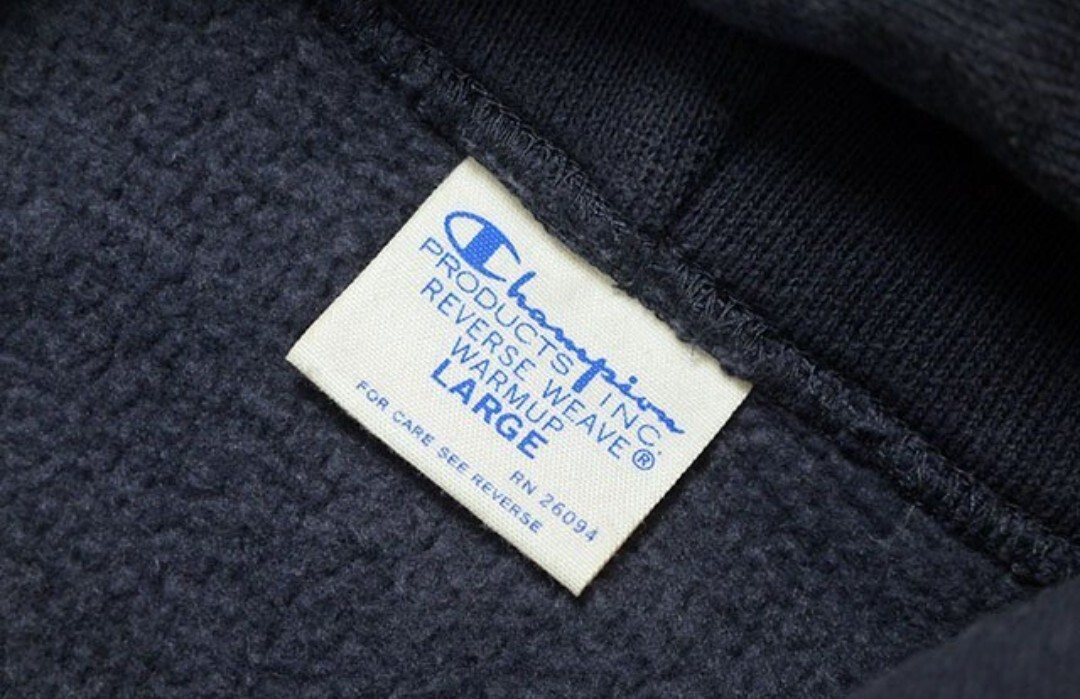 Champion
PRODUCTS INC.
REVERSE WEAVE®
WARMUP
LARGE
RN 26094
FOR CARE SEE REVERSE